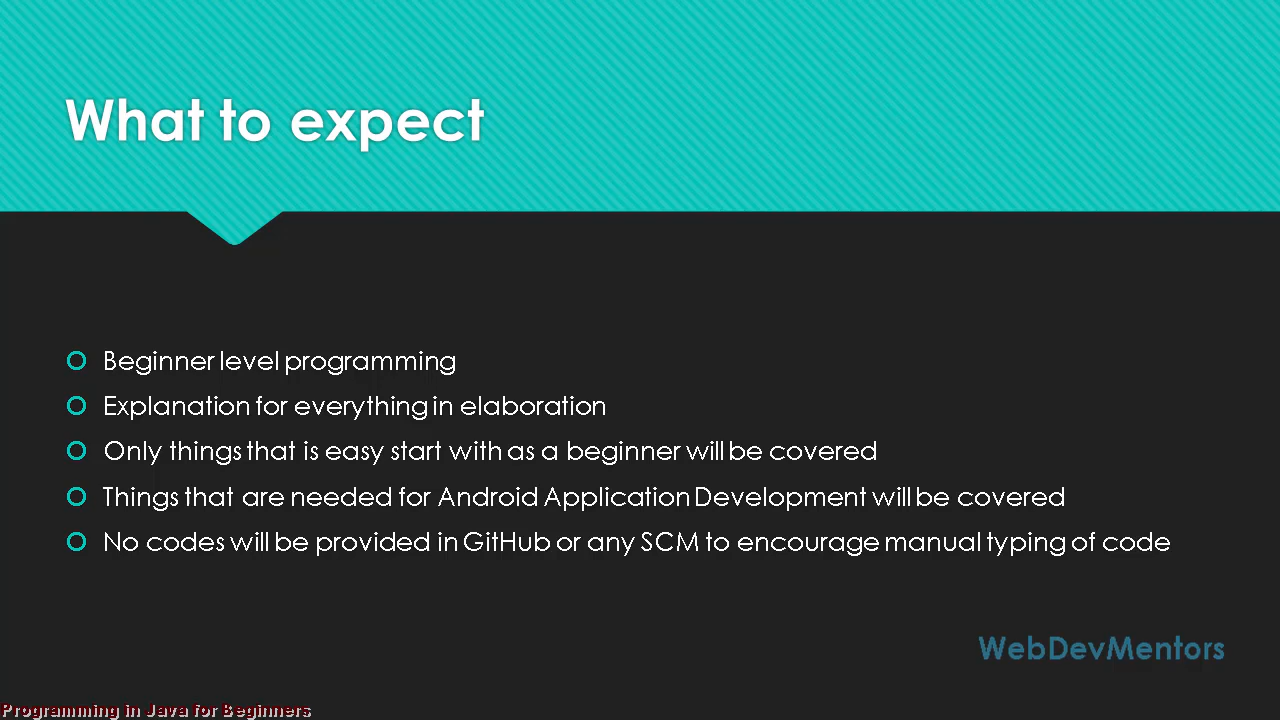 What to expect
Beginner level programming
Explanation for everything in elaboration
Only things that is easy start with as a beginner will be covered
Things that are needed for Android Application Development will be covered
No codes will be provided in GitHub or any SCM to encourage manual typing of code
WebDevMentors
Programming in Java for Beginners